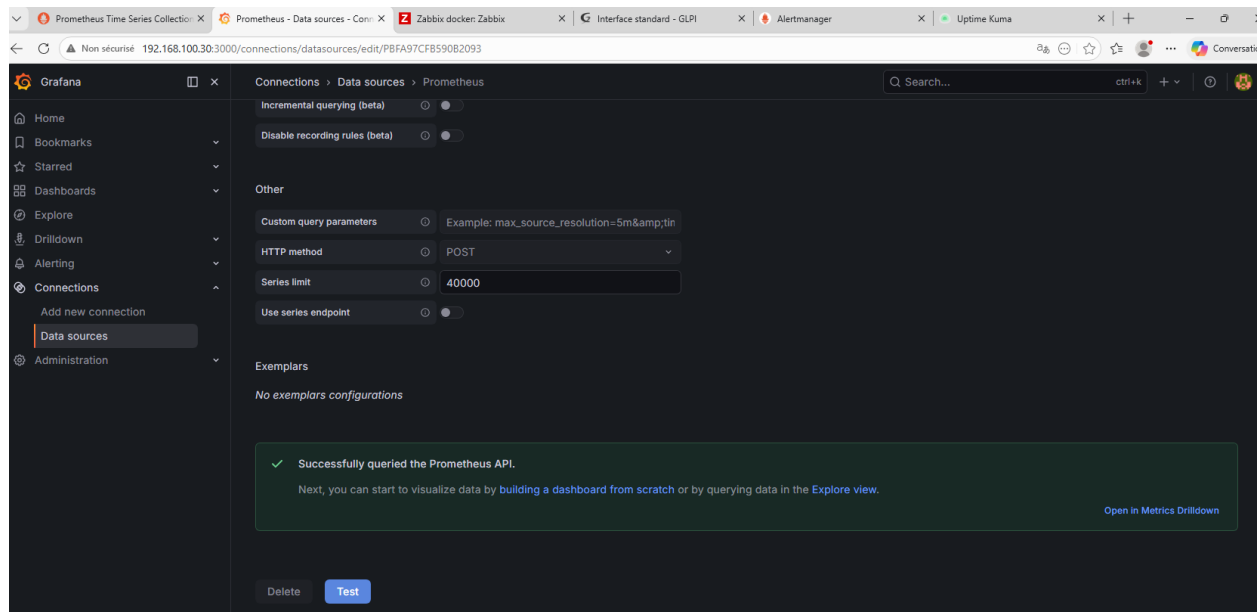 Prometheus Time Series Collection
Prometheus - Data sources - Conn
Zabbix docker: Zabbix
Interface standard - GLPI
Alertmanager
Uptime Kuma
Non sécurisé 192.168.100.30:3000/connections/datasources/edit/PBFA97CFB590B2093
Conversati
Grafana
Connections › Data sources › Prometheus
Search...
ctrl+k
Home
Bookmarks
Starred
Dashboards
Explore
Drilldown
Alerting
Connections
Add new connection
Data sources
Administration
Incremental querying (beta)
Disable recording rules (beta)
Other
Custom query parameters Example: max_source_resolution=5m&amp;tin
HTTP method POST
Series limit 40000
Use series endpoint
Exemplars
No exemplars configurations
Successfully queried the Prometheus API.
Next, you can start to visualize data by building a dashboard from scratch or by querying data in the Explore view.
Open in Metrics Drilldown
Delete Test